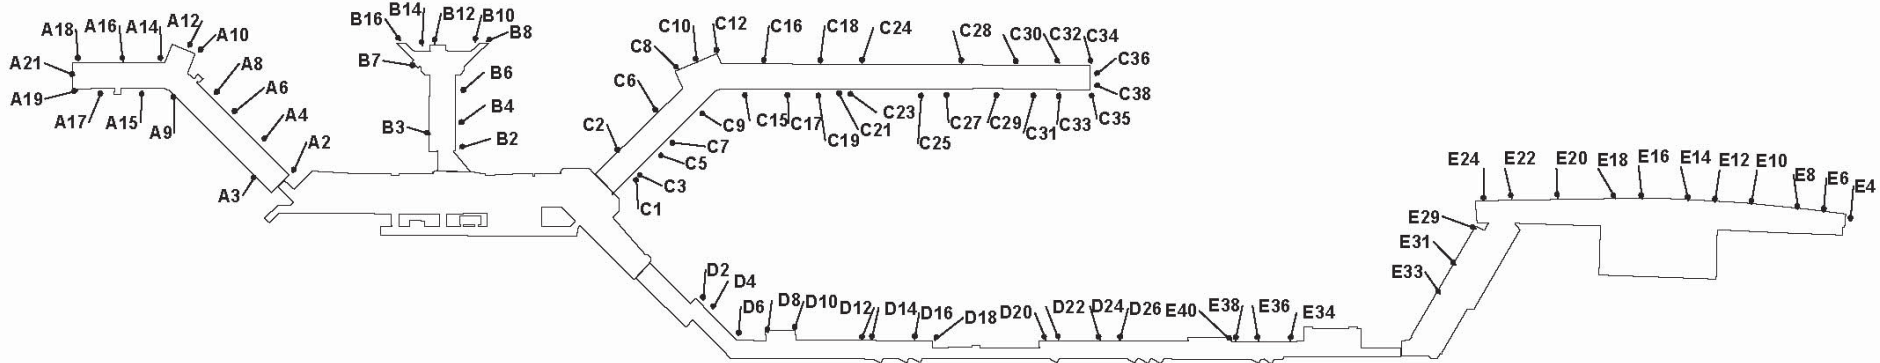 A21
A18
A16
A14
A12
A10
A8
A6
A4
A2
A19
A17
A15
A9
A3
B16
B14
B12
B10
B8
B7
B6
B4
B3
B2
C10
C12
C8
C6
C2
C16
C18
C24
C28
C30
C32
C34
C36
C38
C35
C33
C31
C29
C27
C25
C23
C21
C19
C17
C15
C9
C7
C5
C3
C1
D2
D4
D6
D8
D10
D12
D14
D16
D18
D20
D22
D24
D26
E40
E38
E36
E34
E33
E31
E29
E24
E22
E20
E18
E16
E14
E12
E10
E8
E6
E4